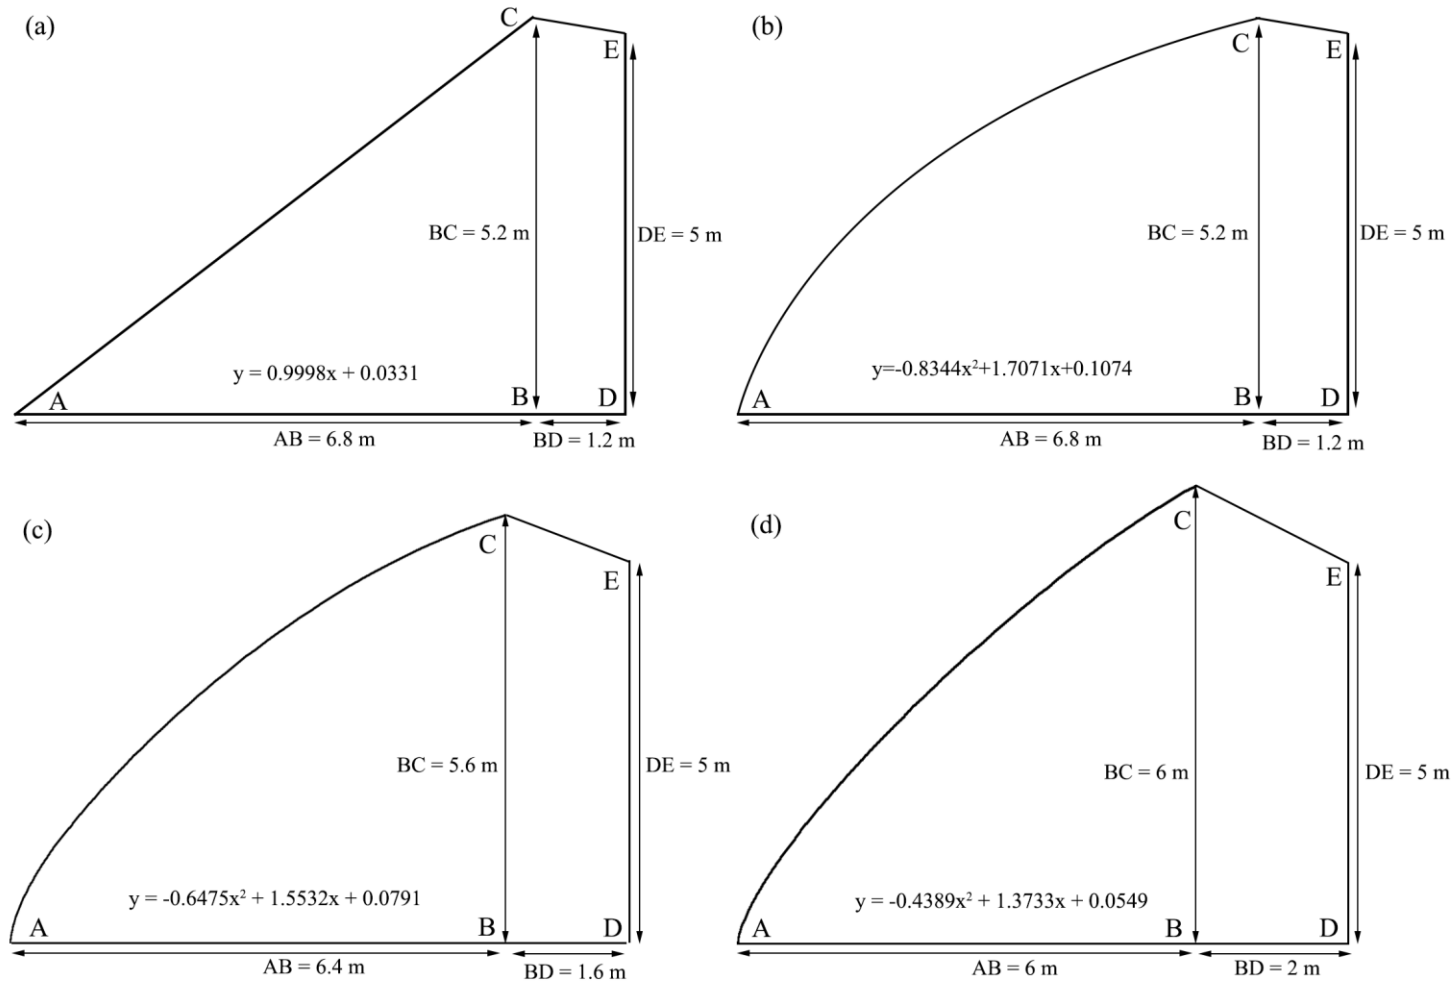 (a)
C
E
BC = 5.2 m
DE = 5 m
y = 0.9998x + 0.0331
A
B
D
AB = 6.8 m
BD = 1.2 m
(b)
C
E
BC = 5.2 m
DE = 5 m
y=-0.8344x²+1.7071x+0.1074
A
B
D
AB = 6.8 m
BD = 1.2 m
(c)
C
E
BC = 5.6 m
DE = 5 m
y = -0.6475x² + 1.5532x + 0.0791
A
B
D
AB = 6.4 m
BD = 1.6 m
(d)
C
E
BC = 6 m
DE = 5 m
y = -0.4389x² + 1.3733x + 0.0549
A
B
D
AB = 6 m
BD = 2 m